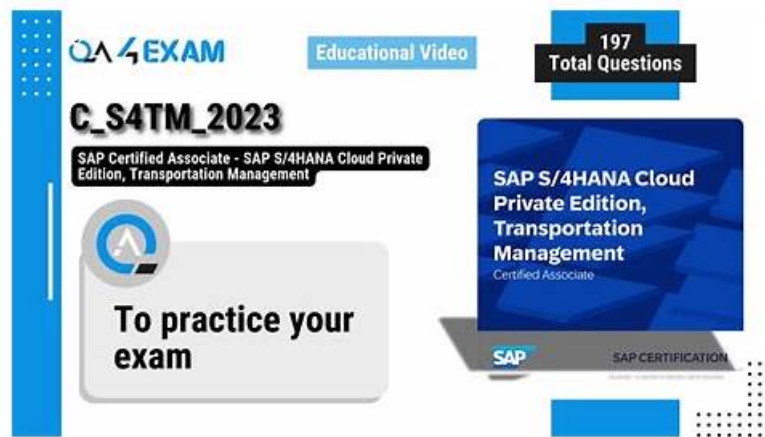 QA4EXAM
Educational Video
197
Total Questions
C_S4TM_2023
SAP Certified Associate - SAP S/4HANA Cloud Private
Edition, Transportation Management
SAP S/4HANA Cloud
Private Edition,
Transportation
Management
Certified Associate
To practice your
exam
SAP
SAP CERTIFICATION